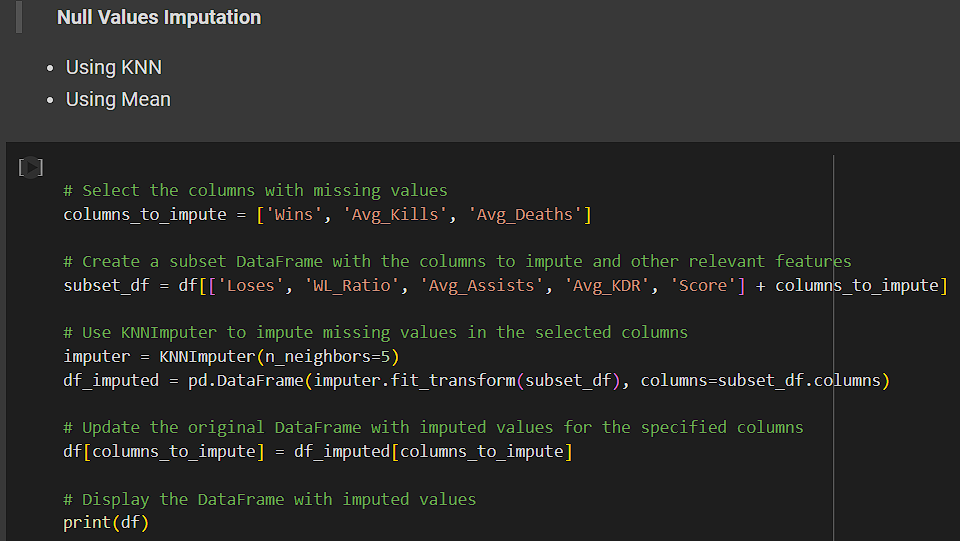 Null Values Imputation
• Using KNN
• Using Mean
[ ]
# Select the columns with missing values
columns_to_impute = ['Wins', 'Avg_Kills', 'Avg_Deaths']
# Create a subset DataFrame with the columns to impute and other relevant features
subset_df = df[['Loses', 'WL_Ratio', 'Avg_Assists', 'Avg_KDR', 'Score'] + columns_to_impute]
# Use KNNImputer to impute missing values in the selected columns
imputer = KNNImputer(n_neighbors=5)
df_imputed = pd.DataFrame(imputer.fit_transform(subset_df), columns=subset_df.columns)
# Update the original DataFrame with imputed values for the specified columns
df[columns_to_impute] = df_imputed[columns_to_impute]
# Display the DataFrame with imputed values
print(df)